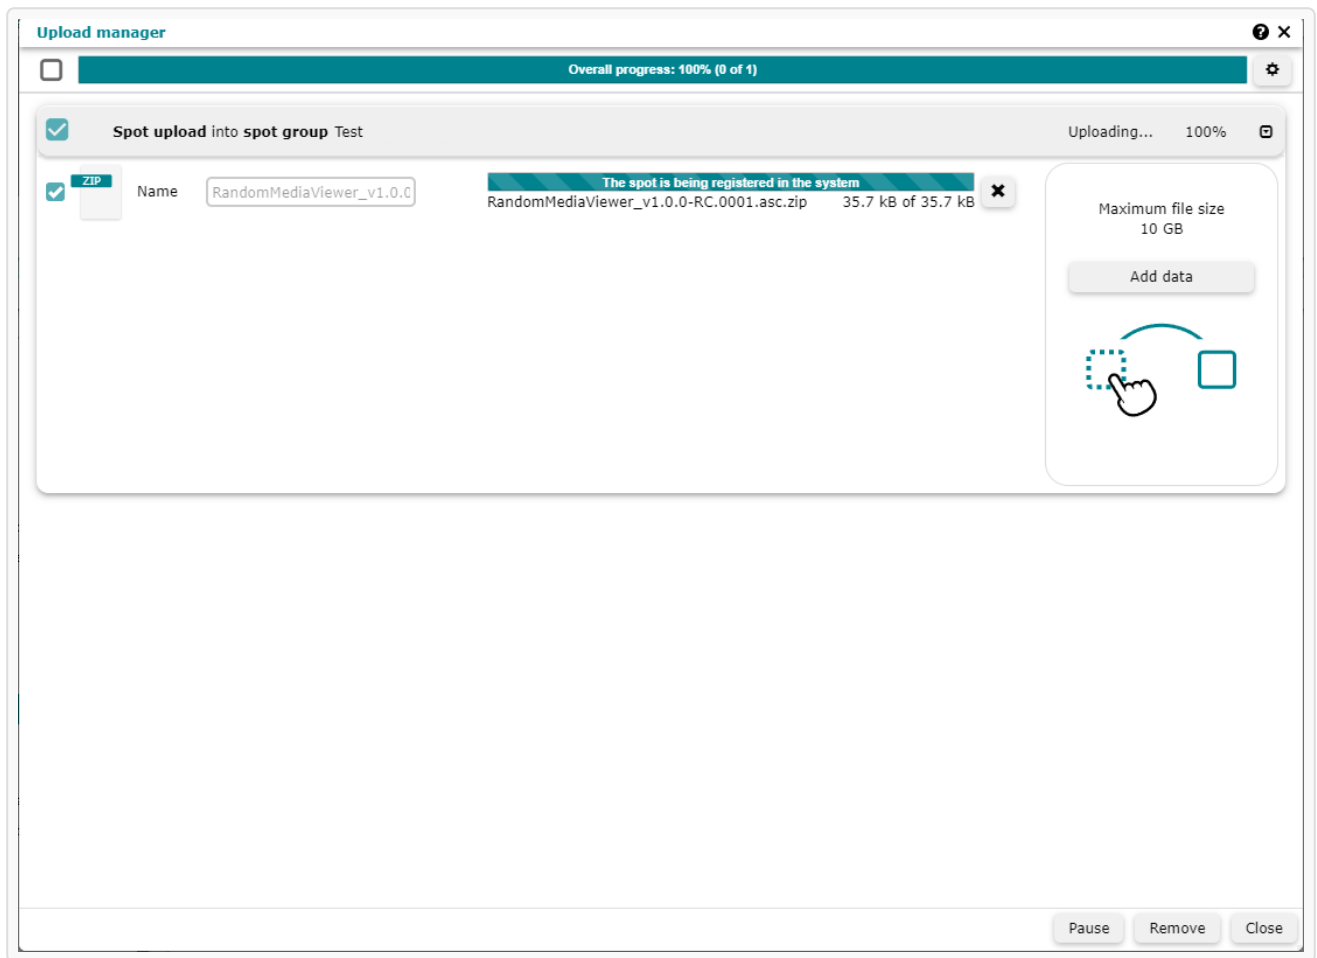 Upload manager
Overall progress: 100% (0 of 1)
Spot upload into spot group Test
Uploading... 100%
ZIP
Name
RandomMediaViewer_v1.0.0
The spot is being registered in the system
RandomMediaViewer_v1.0.0-RC.0001.asc.zip 35.7 kB of 35.7 kB
Maximum file size
10 GB
Add data
Pause Remove Close